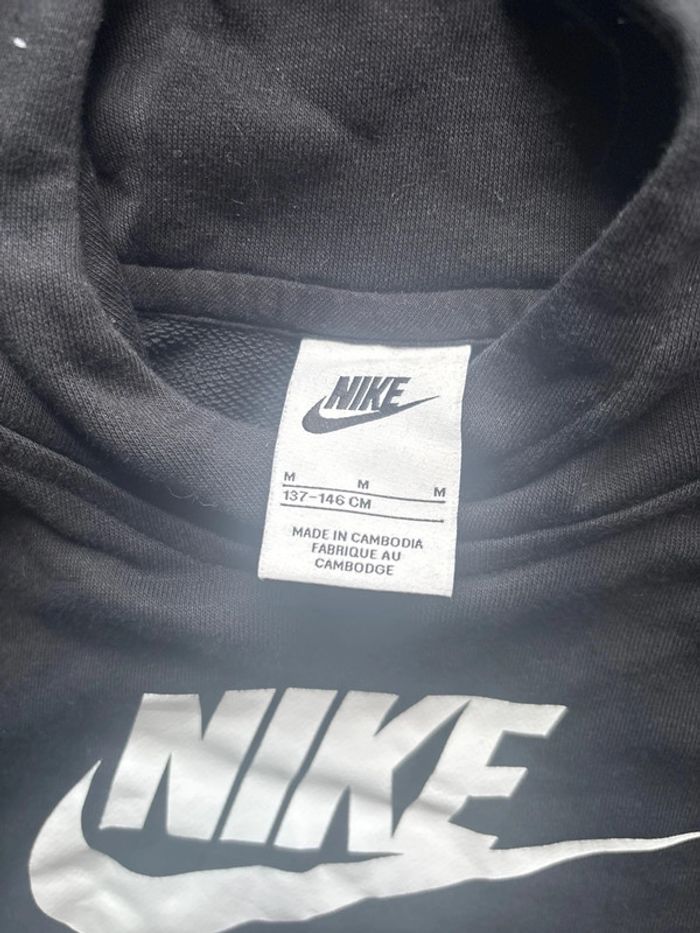 NIKE
M M M
137-146 CM
MADE IN CAMBODIA
FABRIQUE AU
CAMBODGE
NIKE